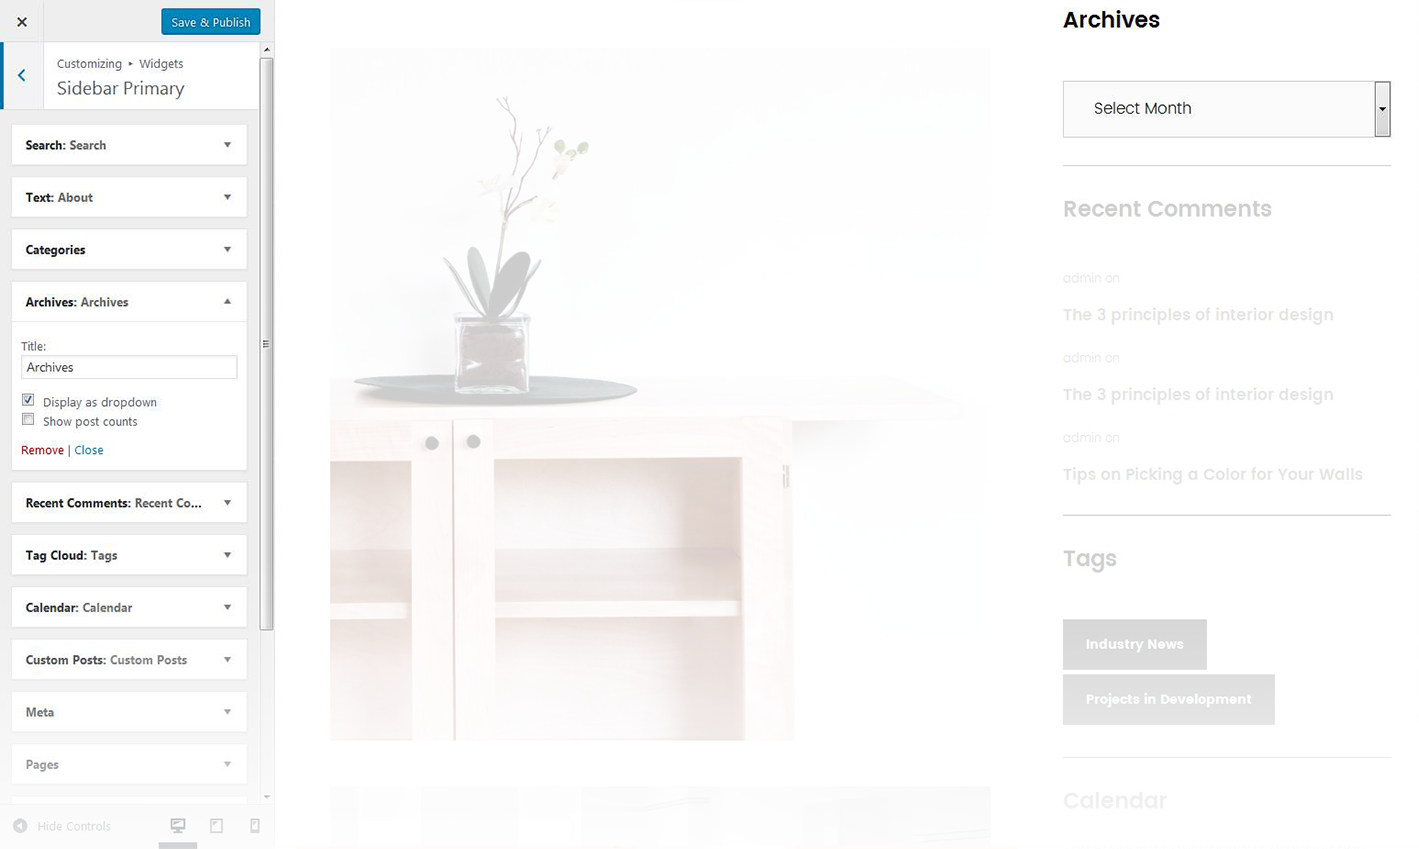 Save & Publish
Customizing ▸ Widgets
Sidebar Primary
Search: Search
Text: About
Categories
Archives: Archives
Title:
Archives
Display as dropdown
Show post counts
Remove | Close
Recent Comments: Recent Co...
Tag Cloud: Tags
Calendar: Calendar
Custom Posts: Custom Posts
Meta
Pages
Hide Controls
Archives
Select Month
Recent Comments
admin on
The 3 principles of interior design
admin on
The 3 principles of interior design
admin on
Tips on Picking a Color for Your Walls
Tags
Industry News
Projects in Development
Calendar